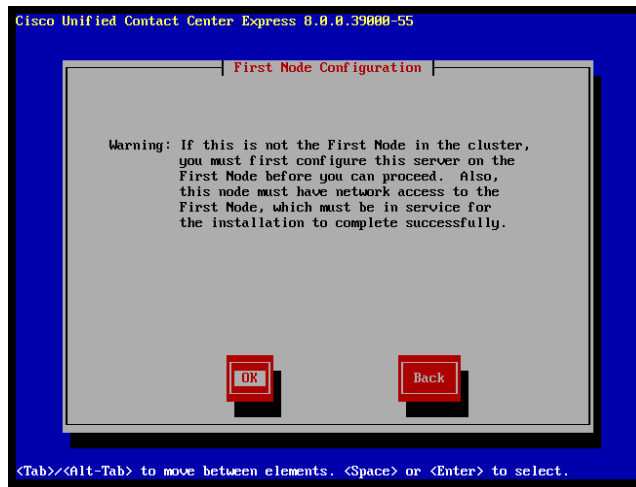 Cisco Unified Contact Center Express 8.0.0.39000-55
First Node Configuration
Warning: If this is not the First Node in the cluster,
you must first configure this server on the
First Node before you can proceed.  Also,
this node must have network access to the
First Node, which must be in service for
the installation to complete successfully.
OK
Back
<Tab>/<Alt-Tab> to move between elements. <Space> or <Enter> to select.